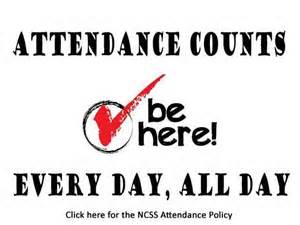 ATTENDANCE COUNTS
be
here!
EVERY DAY, ALL DAY
Click here for the NCSS Attendance Policy